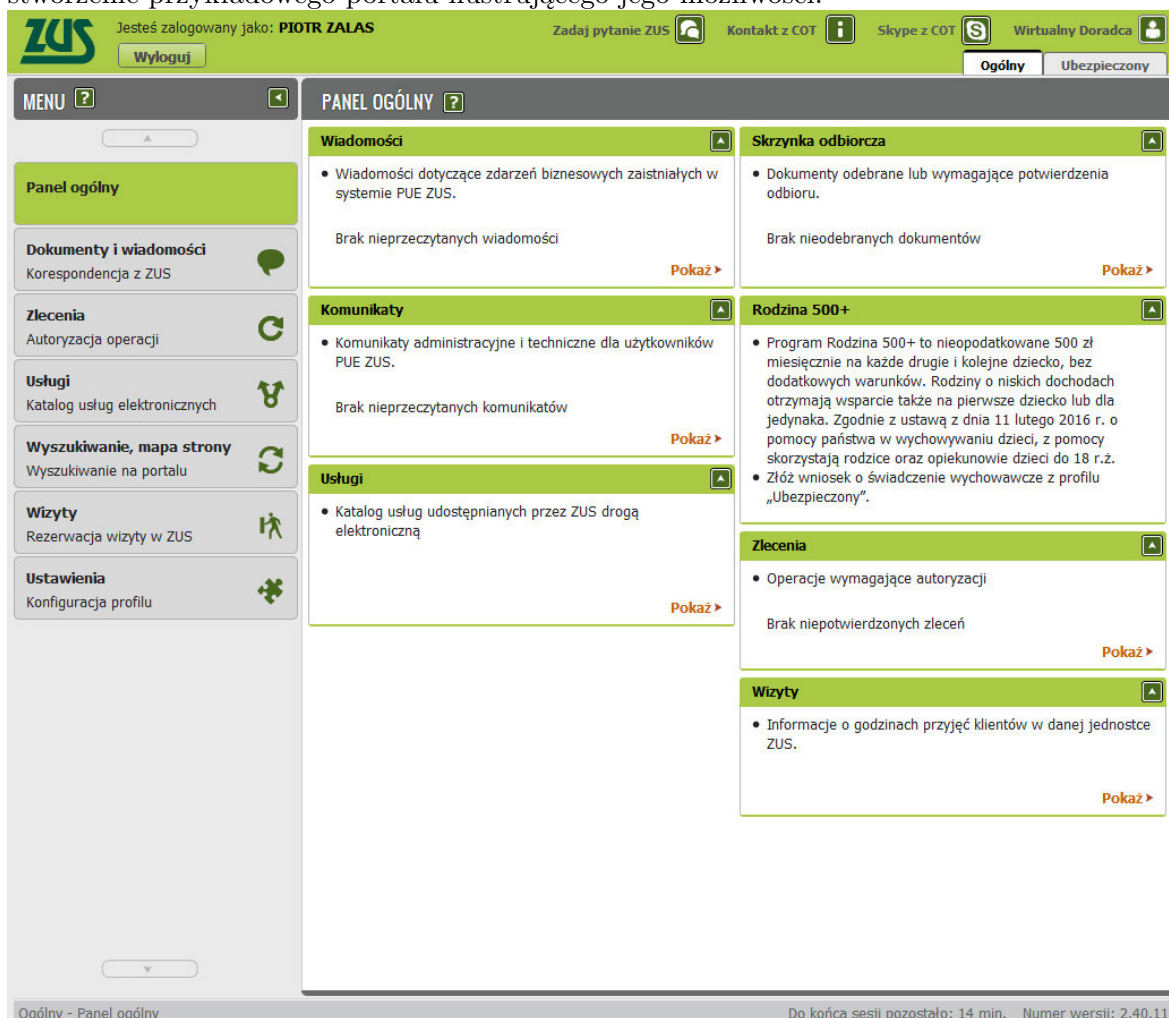 stworzenie przykładowego portalu ilustrującego jego możliwości.
ZUS
Jesteś zalogowany jako: PIOTR ZALAS
Wyloguj
Zadaj pytanie ZUS
Kontakt z COT
Skype z COT
Wirtualny Doradca
Ogólny
Ubezpieczony
MENU
Panel ogólny
Dokumenty i wiadomości
Korespondencja z ZUS
Zlecenia
Autoryzacja operacji
Usługi
Katalog usług elektronicznych
Wyszukiwanie, mapa strony
Wyszukiwanie na portalu
Wizyty
Rezerwacja wizyty w ZUS
Ustawienia
Konfiguracja profilu
PANEL OGÓLNY
Wiadomości
• Wiadomości dotyczące zdarzeń biznesowych zaistniałych w
systemie PUE ZUS.
Brak nieprzeczytanych wiadomości
Pokaż
Komunikaty
• Komunikaty administracyjne i techniczne dla użytkowników
PUE ZUS.
Brak nieprzeczytanych komunikatów
Pokaż
Usługi
• Katalog usług udostępnianych przez ZUS drogą
elektroniczną
Pokaż
Skrzynka odbiorcza
• Dokumenty odebrane lub wymagające potwierdzenia
odbioru.
Brak nieodebranych dokumentów
Pokaż
Rodzina 500+
• Program Rodzina 500+ to nieopodatkowane 500 zł
miesięcznie na każde drugie i kolejne dziecko, bez
dodatkowych warunków. Rodziny o niskich dochodach
otrzymają wsparcie także na pierwsze dziecko lub dla
jedynaka. Zgodnie z ustawą z dnia 11 lutego 2016 r. o
pomocy państwa w wychowywaniu dzieci, z pomocy
skorzystają rodzice oraz opiekunowie dzieci do 18 r.ż.
• Złóż wniosek o świadczenie wychowawcze z profilu
„Ubezpieczony”.
Zlecenia
• Operacje wymagające autoryzacji
Brak niepotwierdzonych zleceń
Pokaż
Wizyty
• Informacje o godzinach przyjęć klientów w danej jednostce
ZUS.
Pokaż
Ogólny - Panel ogólny
Do końca sesji pozostało: 14 min. Numer wersji: 2.40.11